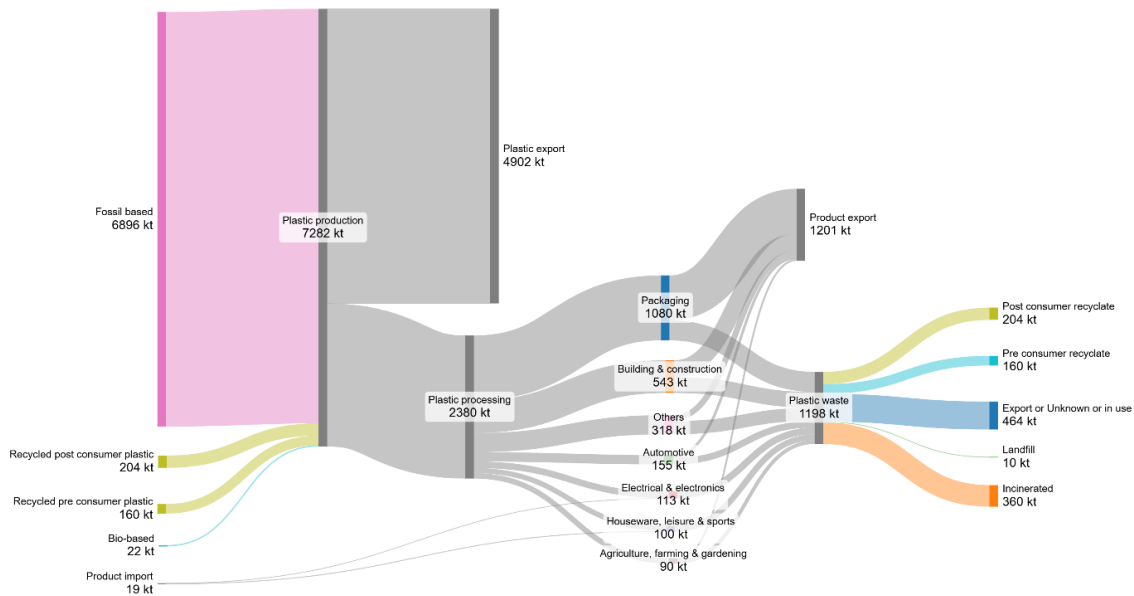 Fossil based
6896 kt
Recycled post consumer plastic
204 kt
Recycled pre consumer plastic
160 kt
Bio-based
22 kt
Product import
19 kt
Plastic production
7282 kt
Plastic export
4902 kt
Plastic processing
2380 kt
Packaging
1080 kt
Building & construction
543 kt
Others
318 kt
Automotive
155 kt
Electrical & electronics
113 kt
Houseware, leisure & sports
100 kt
Agriculture, farming & gardening
90 kt
Product export
1201 kt
Plastic waste
1198 kt
Post consumer recyclate
204 kt
Pre consumer recyclate
160 kt
Export or Unknown or in use
464 kt
Landfill
10 kt
Incinerated
360 kt